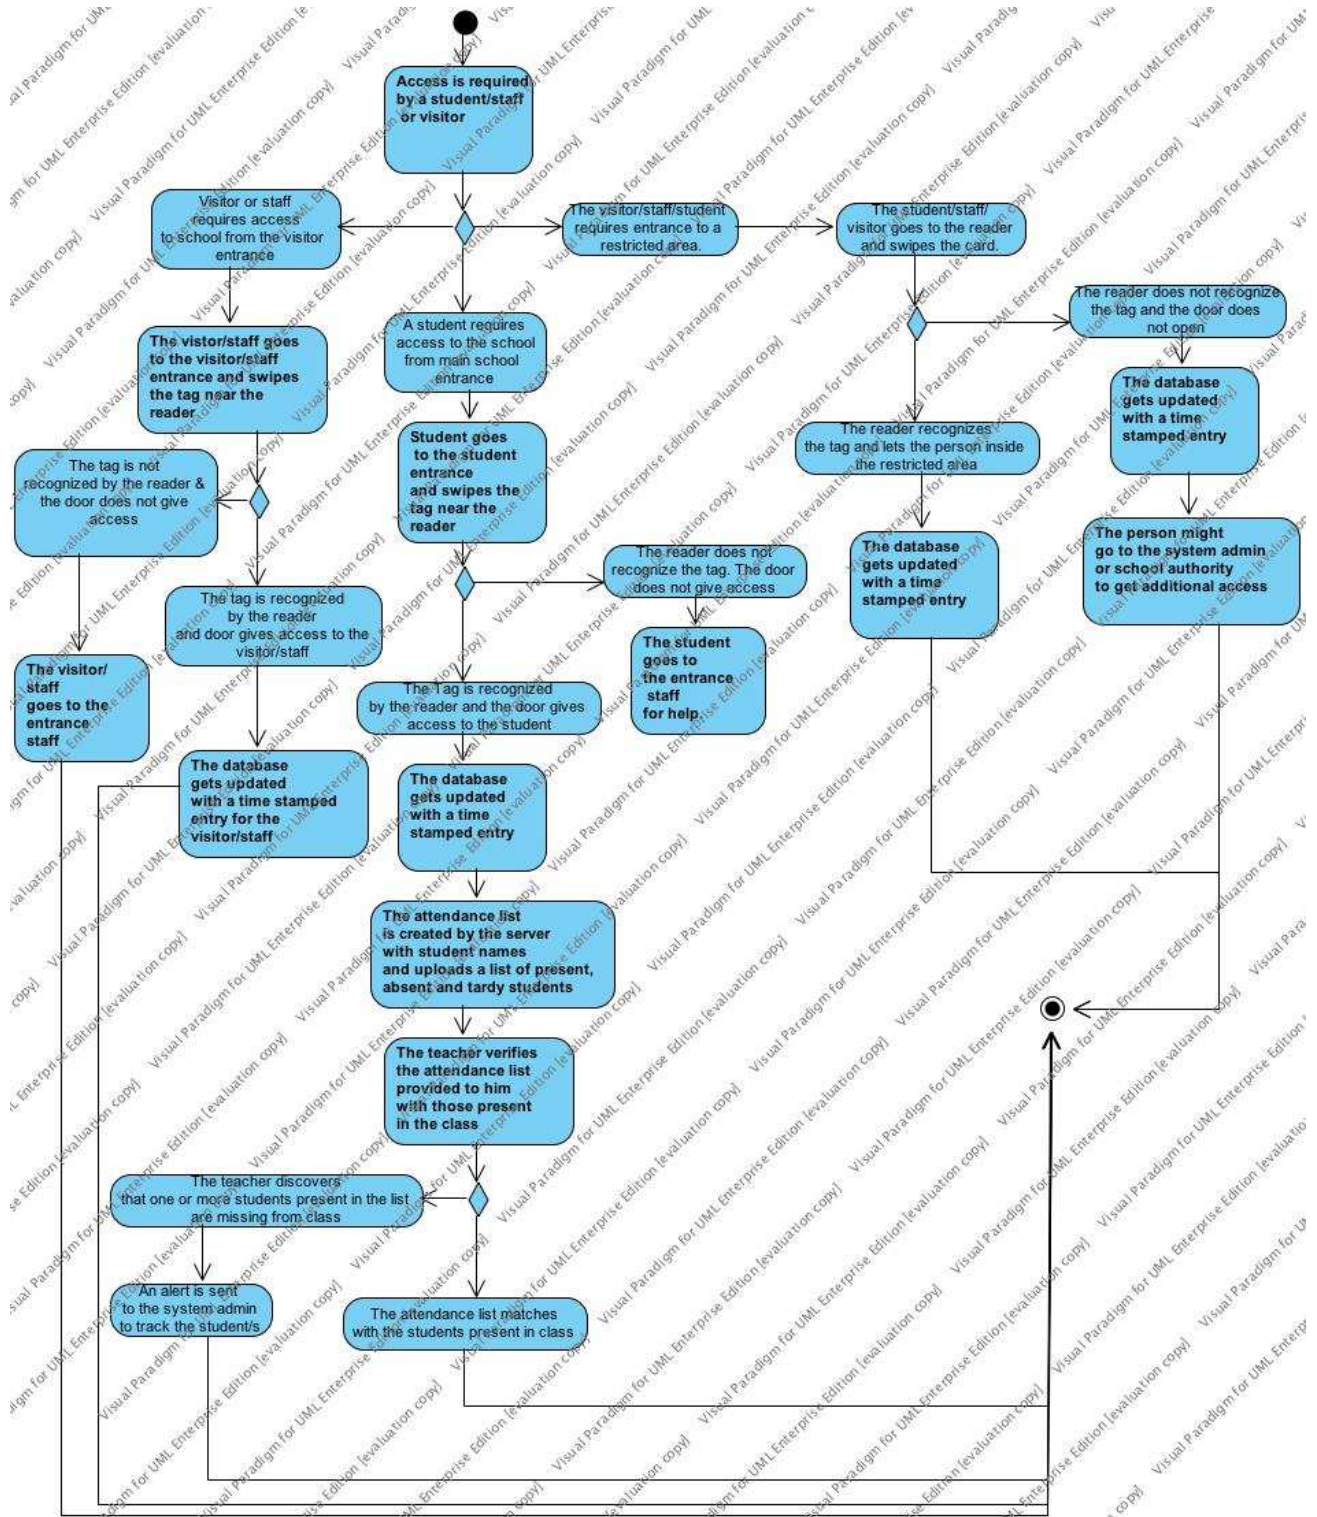 Access is required
by a student/staff
or visitor
Visitor or staff
requires access
to school from the visitor
entrance
The visitor/staff/student
requires entrance to a
restricted area.
The student/staff/
visitor goes to the reader
and swipes the card.
The reader does not recognize
the tag and the door does
not open
A student requires
access to the school
from main school
entrance
The vistor/staff goes
to the visitor/staff
entrance and swipes
the tag near the
reader
The database
gets updated
with a time
stamped entry
The reader recognizes
the tag and lets the person inside
the restricted area
Student goes
to the student
entrance
and swipes the
tag near the
reader
The tag is not
recognized by the reader &
the door does not give
access
The person might
go to the system admin
or school authority
to get additional access
The database
gets updated
with a time
stamped entry
The reader does not
recognize the tag. The door
does not give access
The tag is recognized
by the reader
and door gives access to the
visitor/staff
The student
goes to
the entrance
staff
for help.
The visitor/
staff
goes to the
entrance
staff
The Tag is recognized
by the reader and the door gives
access to the student
The database
gets updated
with a time stamped
entry for the
visitor/staff
The database
gets updated
with a time
stamped entry
The attendance list
is created by the server
with student names
and uploads a list of present,
absent and tardy students
The teacher verifies
the attendance list
provided to him
with those present
in the class
The teacher discovers
that one or more students present in the list
are missing from class
An alert is sent
to the system admin
to track the student/s
The attendance list matches
with the students present in class
Visual Paradigm for UML Enterprise Edition [evaluation copy]